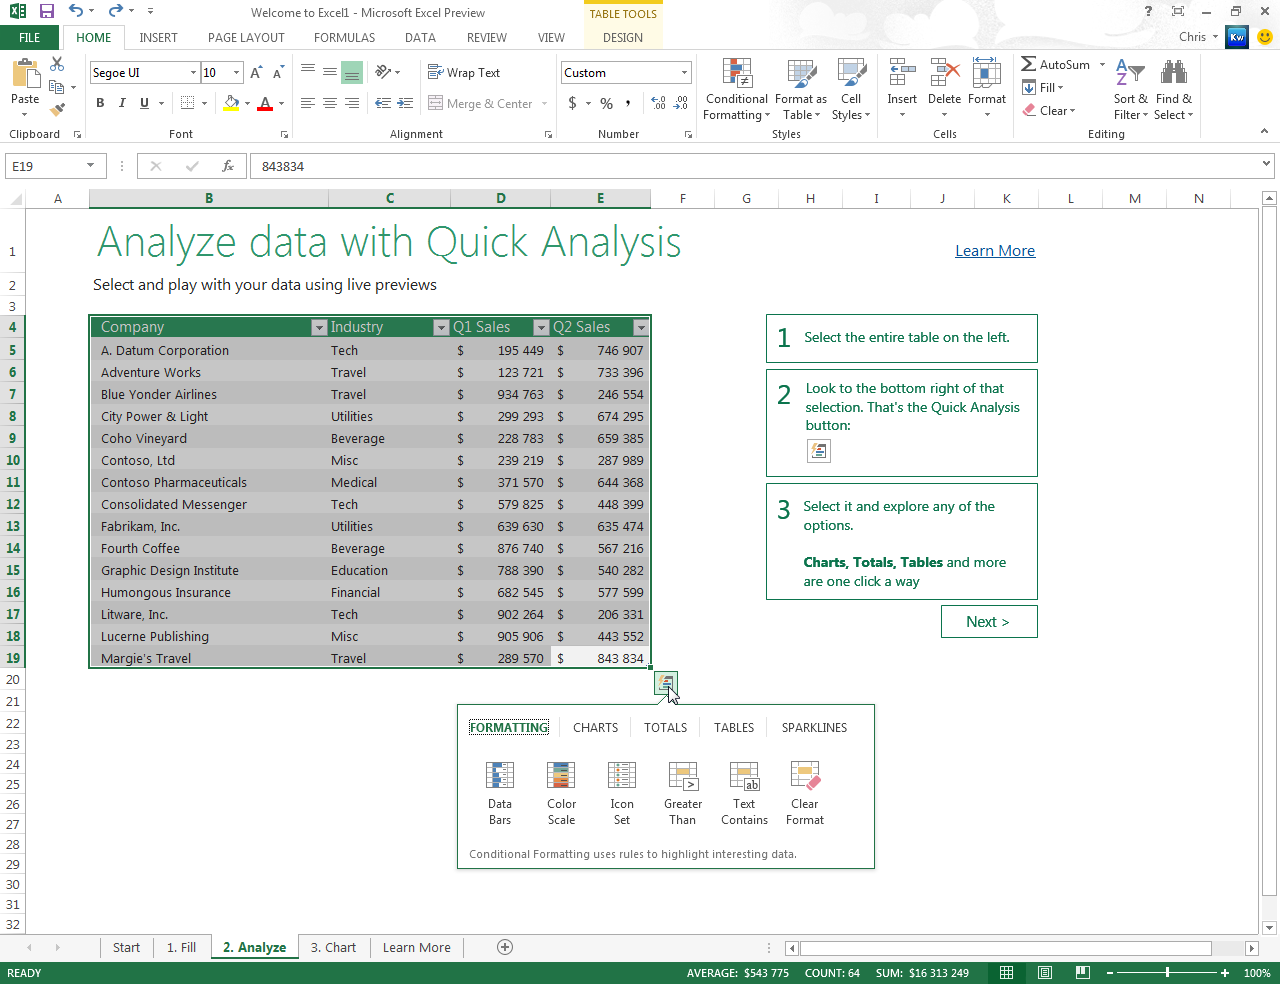 Welcome to Excel1 - Microsoft Excel Preview
TABLE TOOLS
FILE HOME INSERT PAGE LAYOUT FORMULAS DATA REVIEW VIEW DESIGN
Chris Kw
Paste
Segoe UI 10
B I U
Wrap Text
Merge & Center
Custom
$ % ,
Conditional Formatting
Format as Table
Cell Styles
Insert
Delete
Format
AutoSum
Fill
Clear
Sort & Filter
Find & Select
Clipboard Font Alignment Number Styles Cells Editing
E19 fx 843834
A B C D E F G H I J K L M N
1 Analyze data with Quick Analysis
Learn More
2 Select and play with your data using live previews
3
4 Company Industry Q1 Sales Q2 Sales
5 A. Datum Corporation Tech $ 195 449 $ 746 907
6 Adventure Works Travel $ 123 721 $ 733 396
7 Blue Yonder Airlines Travel $ 934 763 $ 246 554
8 City Power & Light Utilities $ 299 293 $ 674 295
9 Coho Vineyard Beverage $ 228 783 $ 659 385
10 Contoso, Ltd Misc $ 239 219 $ 287 989
11 Contoso Pharmaceuticals Medical $ 371 570 $ 644 368
12 Consolidated Messenger Tech $ 579 825 $ 448 399
13 Fabrikam, Inc. Utilities $ 639 630 $ 635 474
14 Fourth Coffee Beverage $ 876 740 $ 567 216
15 Graphic Design Institute Education $ 788 390 $ 540 282
16 Humongous Insurance Financial $ 682 545 $ 577 599
17 Litware, Inc. Tech $ 902 264 $ 206 331
18 Lucerne Publishing Misc $ 905 906 $ 443 552
19 Margie's Travel Travel $ 289 570 $ 843 834
20
21
22
23
24
25
26
27
28
29
30
31
32
1 Select the entire table on the left.
2 Look to the bottom right of that
selection. That's the Quick Analysis
button:
3 Select it and explore any of the
options.
Charts, Totals, Tables and more
are one click a way
Next >
FORMATTING CHARTS TOTALS TABLES SPARKLINES
Data Bars
Color Scale
Icon Set
Greater Than
Text Contains
Clear Format
Conditional Formatting uses rules to highlight interesting data.
Start 1. Fill 2. Analyze 3. Chart Learn More
READY AVERAGE: $543 775 COUNT: 64 SUM: $16 313 249 100%